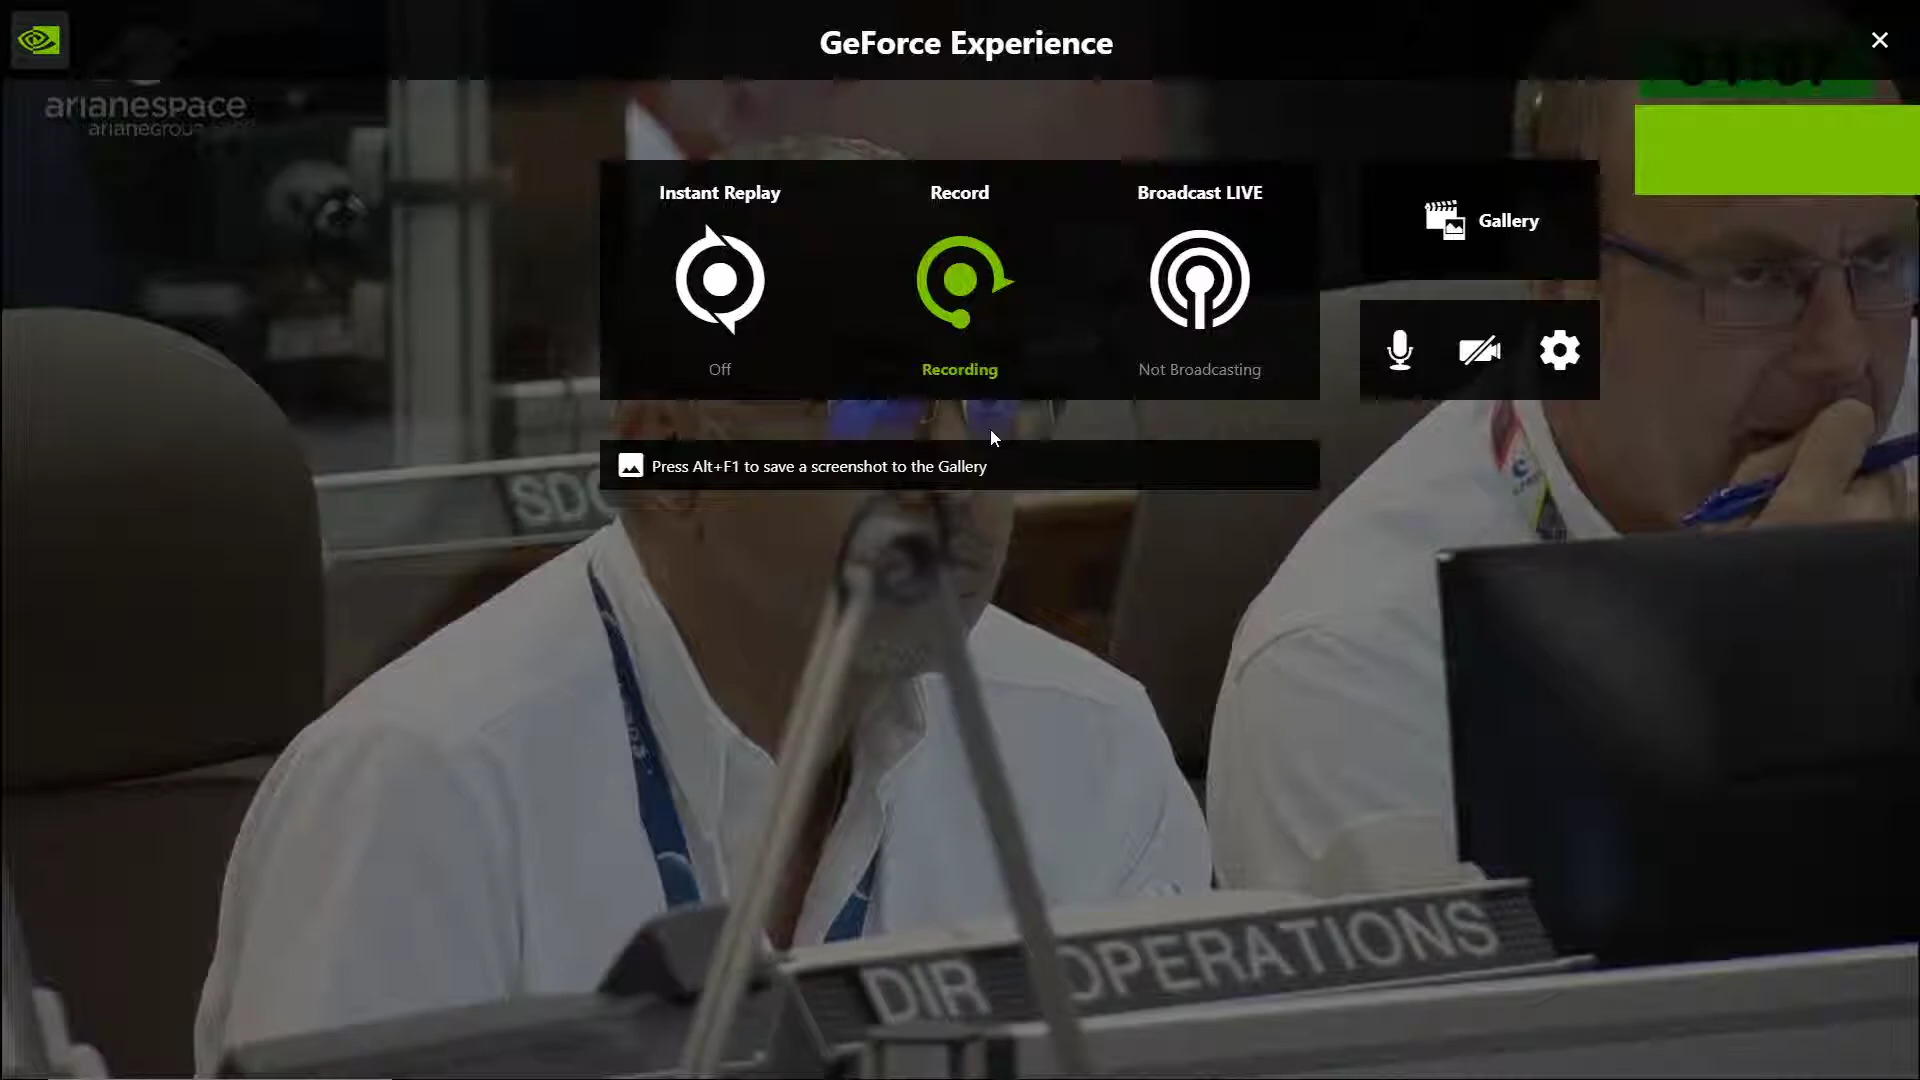 GeForce Experience
arianespace
arianegroup
Instant Replay
Record
Broadcast LIVE
Gallery
Off
Recording
Not Broadcasting
Press Alt+F1 to save a screenshot to the Gallery
DIR OPERATIONS